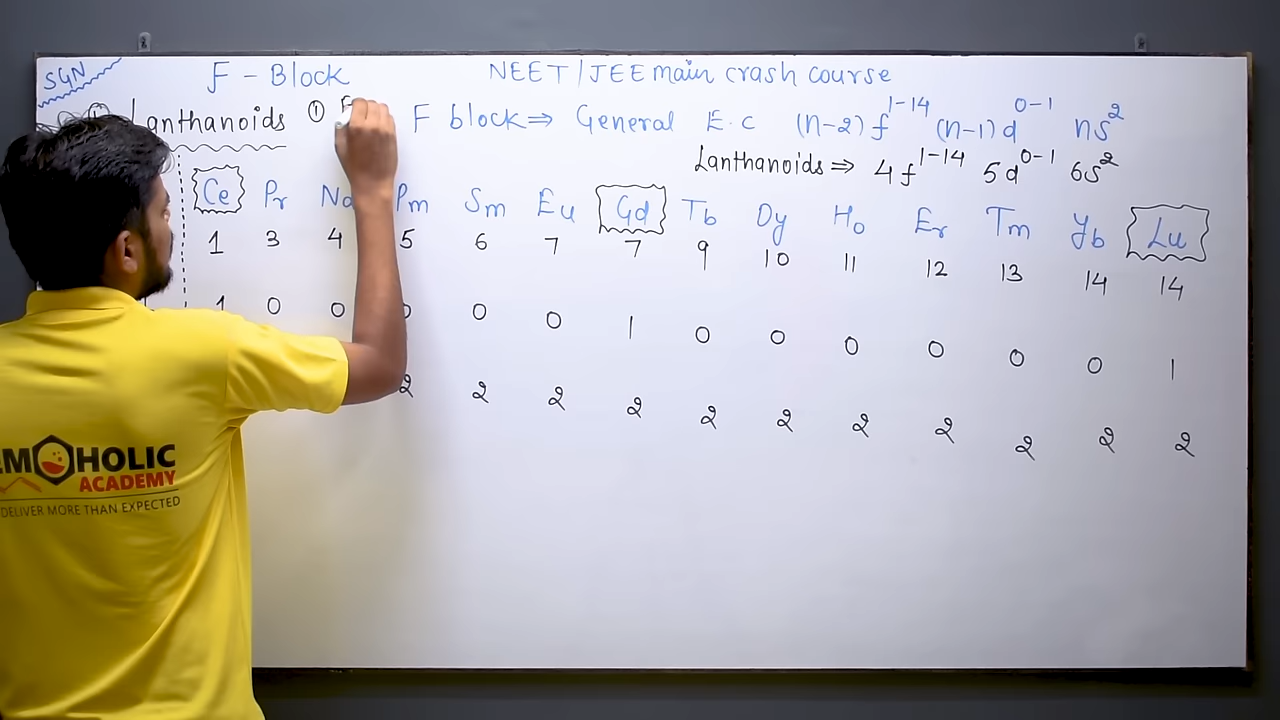 SGN
F - Block
NEET/JEE main crash course
Lanthanoids ①
F block ⇒ General E.C (n-2)f¹⁻¹⁴ (n-1)d⁰⁻¹ ns²
Lanthanoids ⇒ 4f¹⁻¹⁴ 5d⁰⁻¹ 6s²
Ce Pr Nd Pm Sm Eu Gd Tb Dy Ho Er Tm Yb Lu
1 3 4 5 6 7 7 9 10 11 12 13 14 14
1 0 0 0 0 0 1 0 0 0 0 0 0 1
2 2 2 2 2 2 2 2 2 2 2
HOLIC
ACADEMY
DELIVER MORE THAN EXPECTED